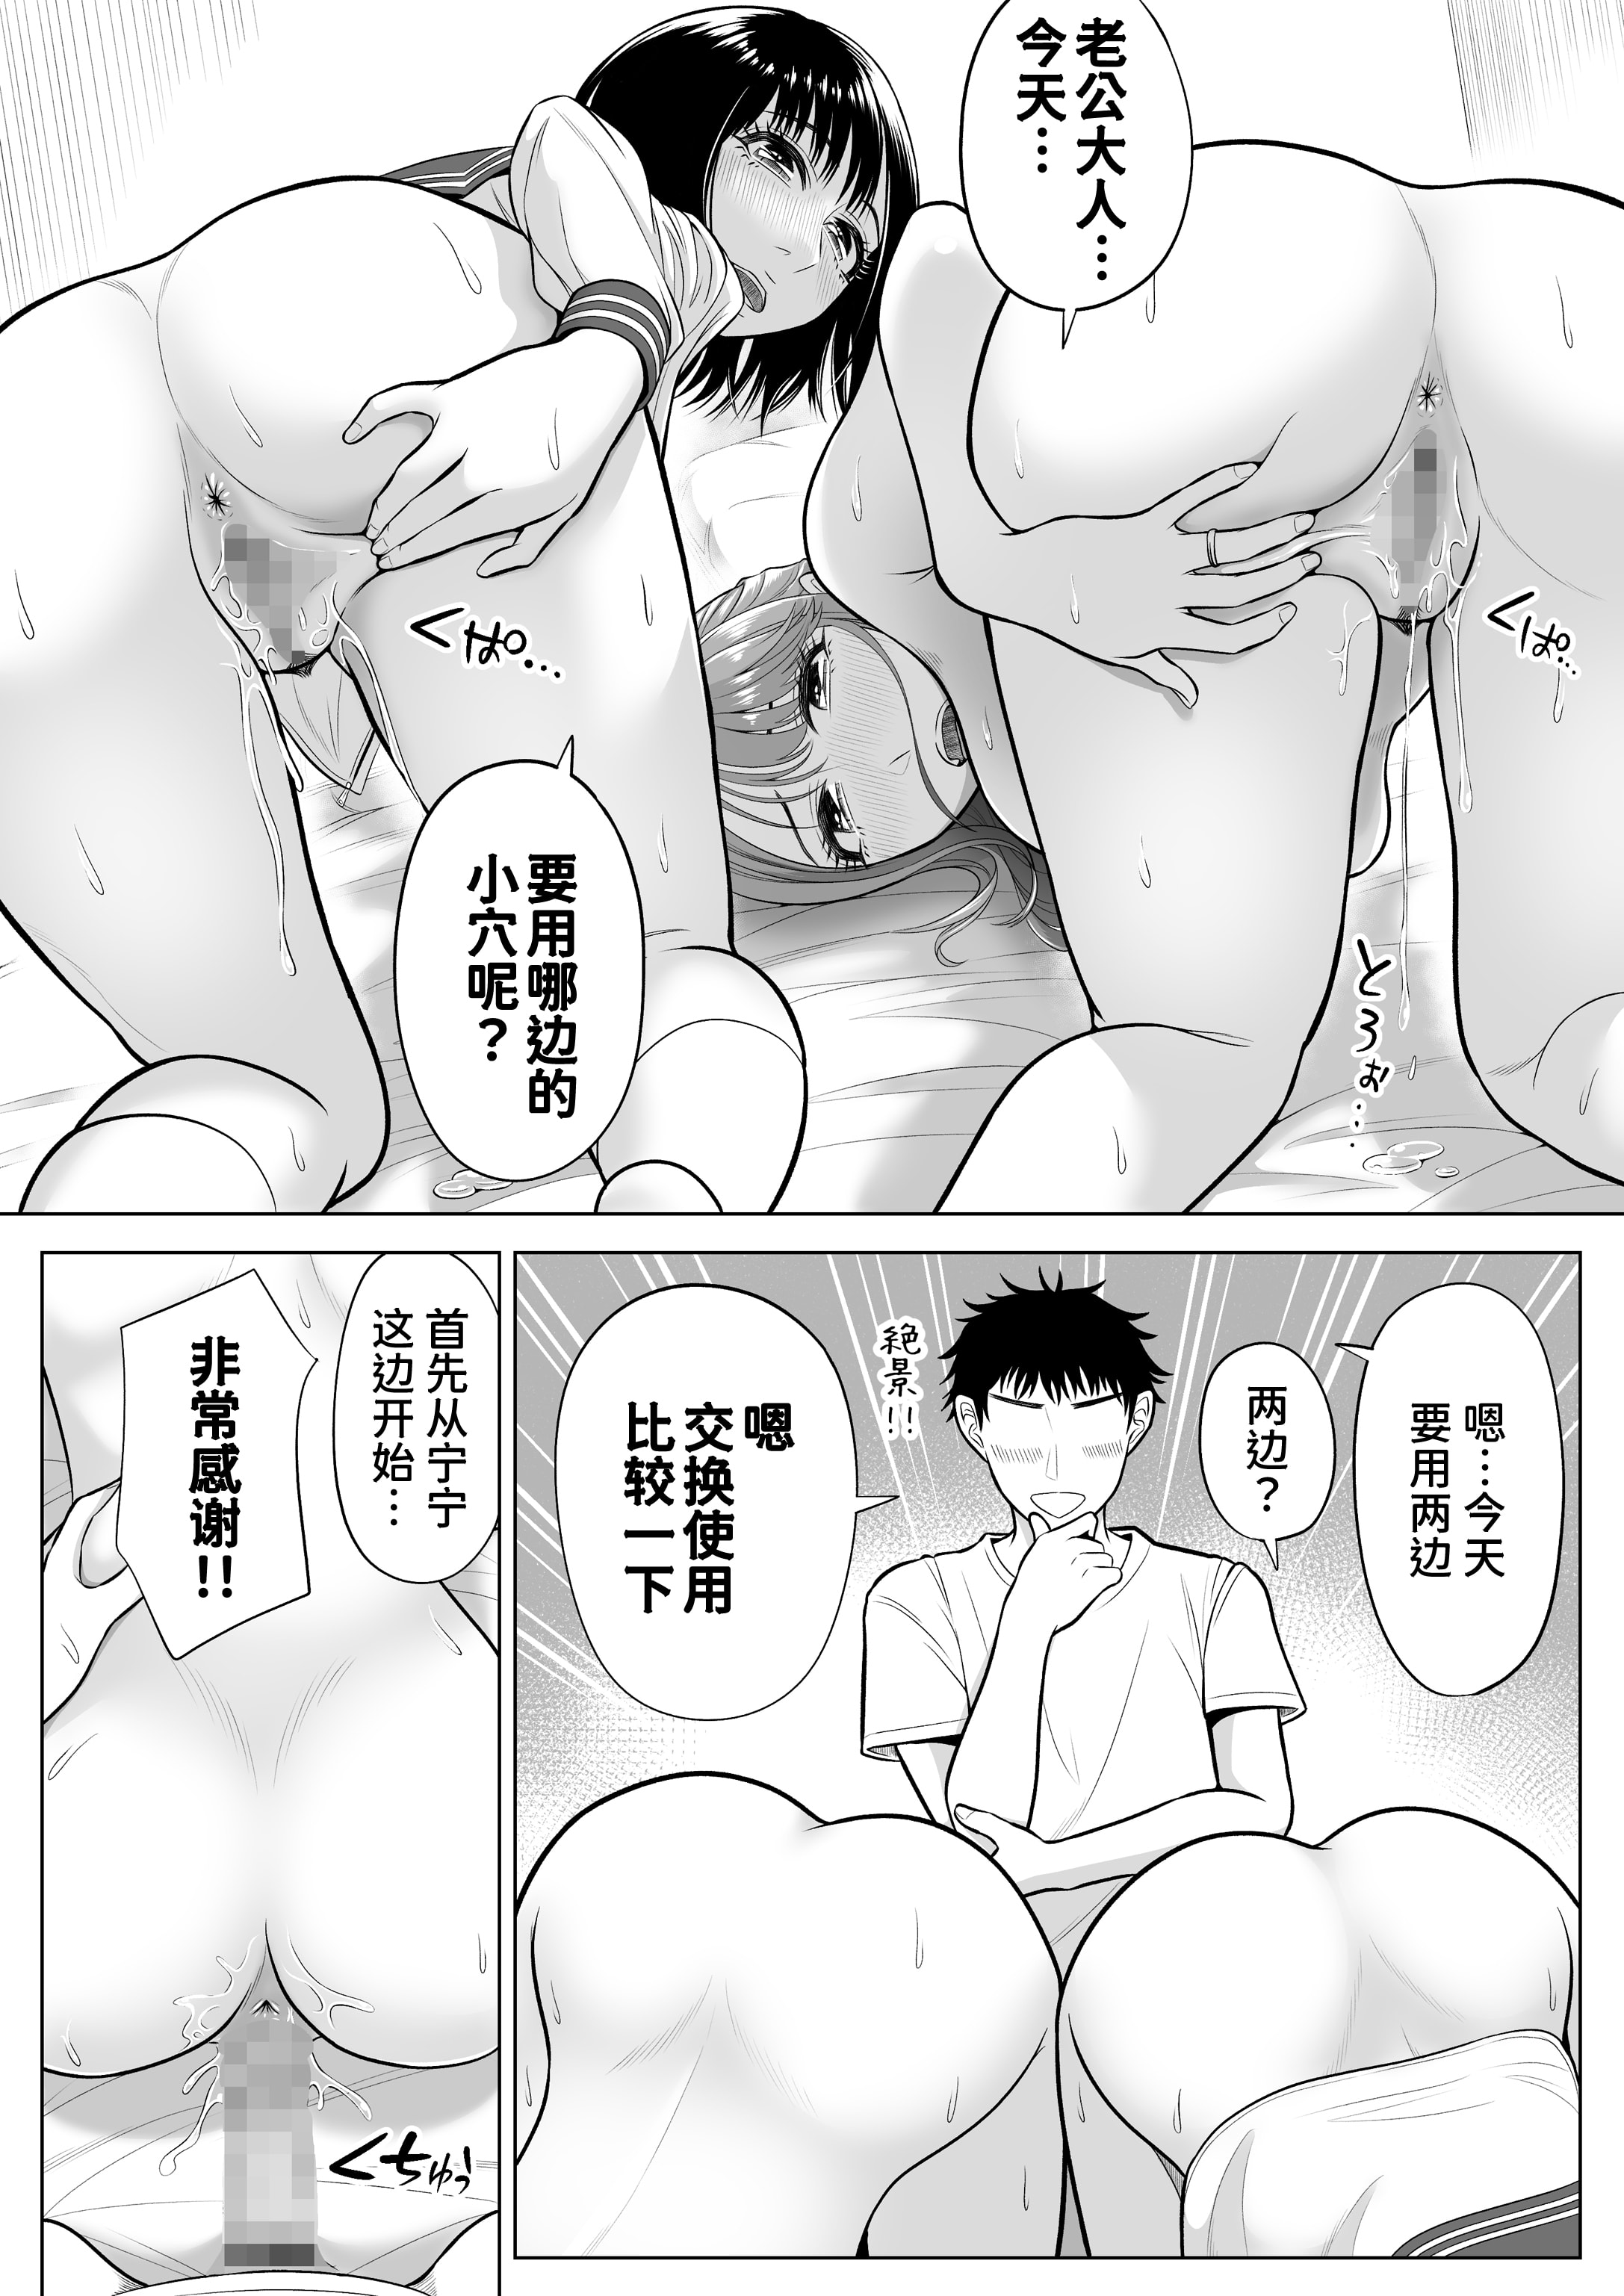 老公大人…
今天…
くぱ…
くぱ…
要用哪边的
小穴呢？
とろぉ…
嗯…今天
要用两边
两边？
絶景!!
嗯
交换使用
比较一下
首先从宁宁
这边开始…
非常感谢!!
くちゅぅ